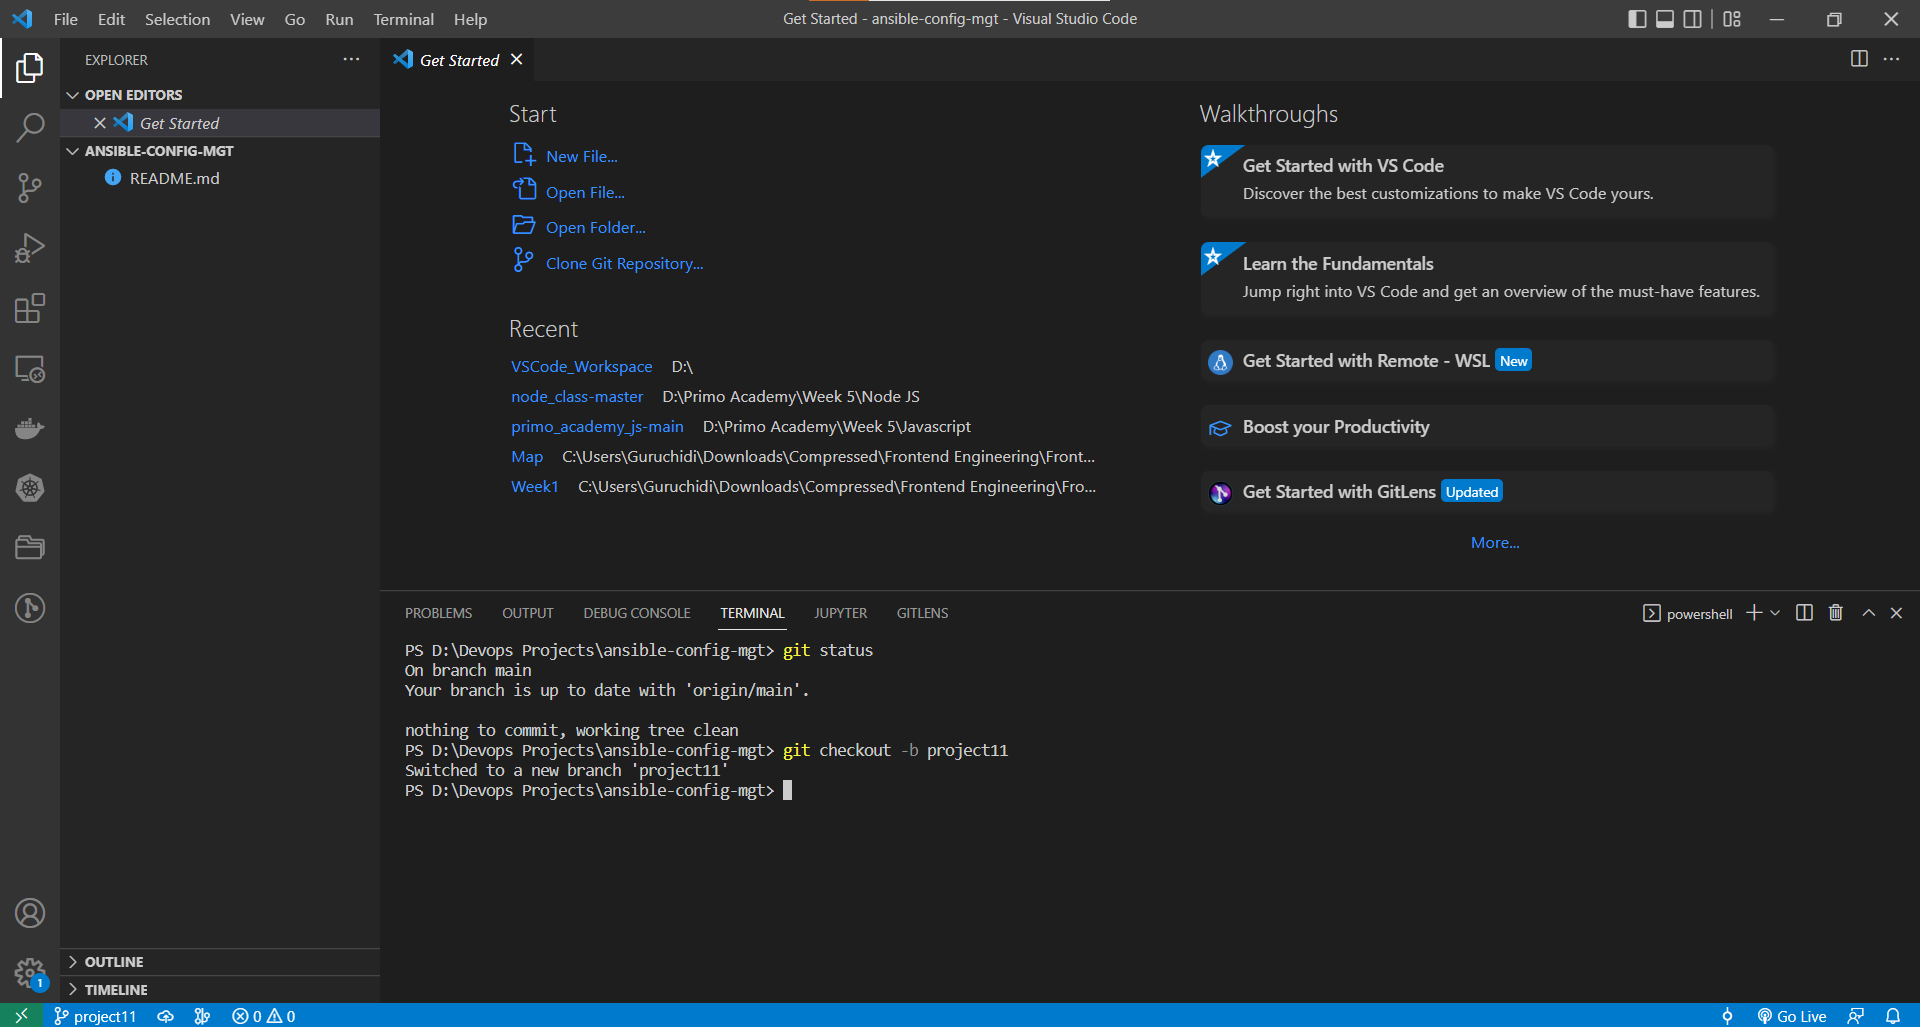 File Edit Selection View Go Run Terminal Help
Get Started - ansible-config-mgt - Visual Studio Code
EXPLORER
OPEN EDITORS
Get Started
ANSIBLE-CONFIG-MGT
README.md
OUTLINE
TIMELINE
Get Started
Start
New File...
Open File...
Open Folder...
Clone Git Repository...
Recent
VSCode_Workspace D:\
node_class-master D:\Primo Academy\Week 5\Node JS
primo_academy_js-main D:\Primo Academy\Week 5\Javascript
Map C:\Users\Guruchidi\Downloads\Compressed\Frontend Engineering\Front...
Week1 C:\Users\Guruchidi\Downloads\Compressed\Frontend Engineering\Fro...
Walkthroughs
Get Started with VS Code
Discover the best customizations to make VS Code yours.
Learn the Fundamentals
Jump right into VS Code and get an overview of the must-have features.
Get Started with Remote - WSL New
Boost your Productivity
Get Started with GitLens Updated
More...
PROBLEMS OUTPUT DEBUG CONSOLE TERMINAL JUPYTER GITLENS
powershell
PS D:\Devops Projects\ansible-config-mgt> git status
On branch main
Your branch is up to date with 'origin/main'.
nothing to commit, working tree clean
PS D:\Devops Projects\ansible-config-mgt> git checkout -b project11
Switched to a new branch 'project11'
PS D:\Devops Projects\ansible-config-mgt>
1
project11 0 0 Go Live